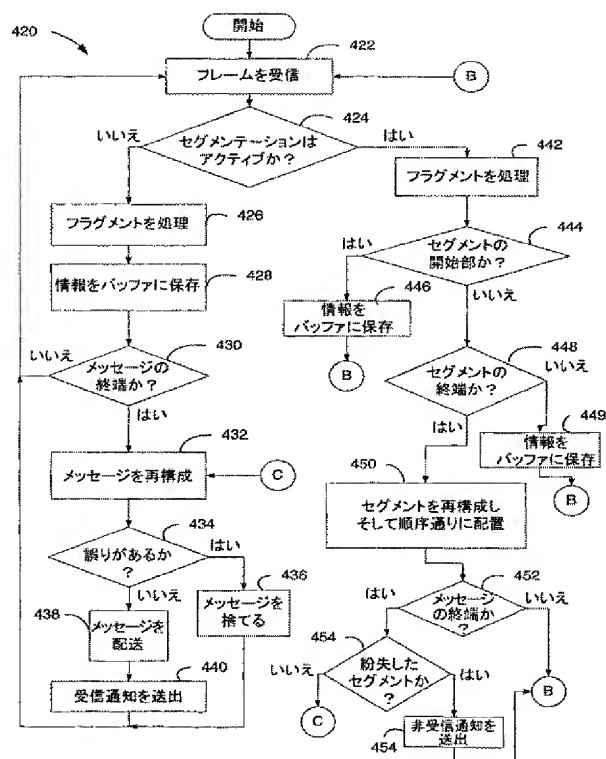 420
開始
422
フレームを受信
B
424
いいえ
セグメンテーションは
アクティブか？
はい
442
フラグメントを処理
フラグメントを処理
426
444
はい
セグメントの
開始部か？
情報をバッファに保存
428
446
情報を
バッファに保存
いいえ
B
いいえ
430
メッセージの
終端か？
はい
448
セグメントの
終端か？
いいえ
はい
449
情報を
バッファに保存
B
432
メッセージを再構成
C
450
セグメントを再構成し
そして順序通りに配置
434
誤りがあるか
？
はい
いいえ
436
メッセージを
捨てる
438
メッセージを
配送
440
受信通知を送出
452
はい
メッセージ
の終端か
？
いいえ
454
紛失した
セグメントか
？
いいえ
はい
C
B
非受信通知を
送出
454